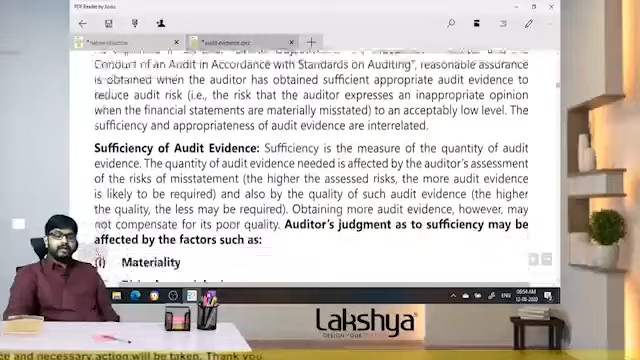 PDF Reader by Xodo
audit evidence.pptx
Conduct of an Audit in Accordance with Standards on Auditing", reasonable assurance
is obtained when the auditor has obtained sufficient appropriate audit evidence to
reduce audit risk (i.e., the risk that the auditor expresses an inappropriate opinion
when the financial statements are materially misstated) to an acceptably low level. The
sufficiency and appropriateness of audit evidence are interrelated.
Sufficiency of Audit Evidence: Sufficiency is the measure of the quantity of audit
evidence. The quantity of audit evidence needed is affected by the auditor's assessment
of the risks of misstatement (the higher the assessed risks, the more audit evidence
is likely to be required) and also by the quality of such audit evidence (the higher
the quality, the less may be required). Obtaining more audit evidence, however, may
not compensate for its poor quality. Auditor's judgment as to sufficiency may be
affected by the factors such as:
(i) Materiality
ENG
06:54 AM
12-08-2020
Lakshya
ce and necessary action will be taken. Thank you